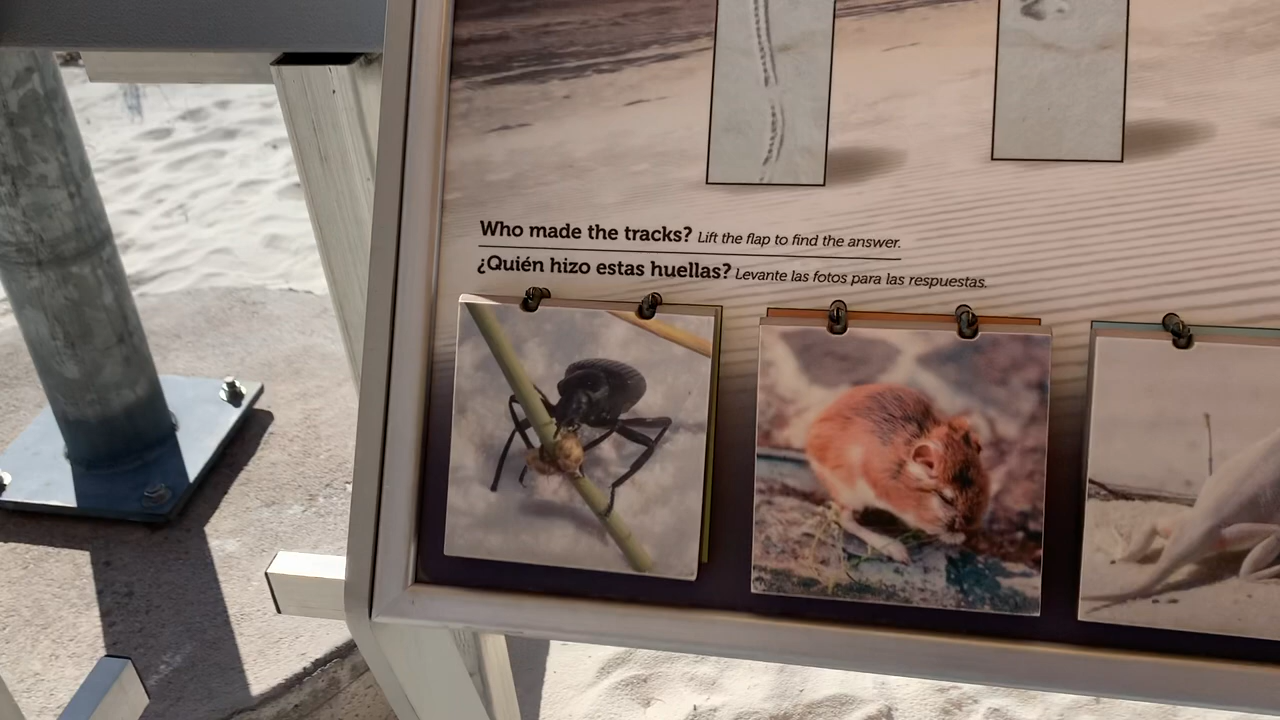 Who made the tracks? Lift the flap to find the answer.
¿Quién hizo estas huellas? Levante las fotos para las respuestas.